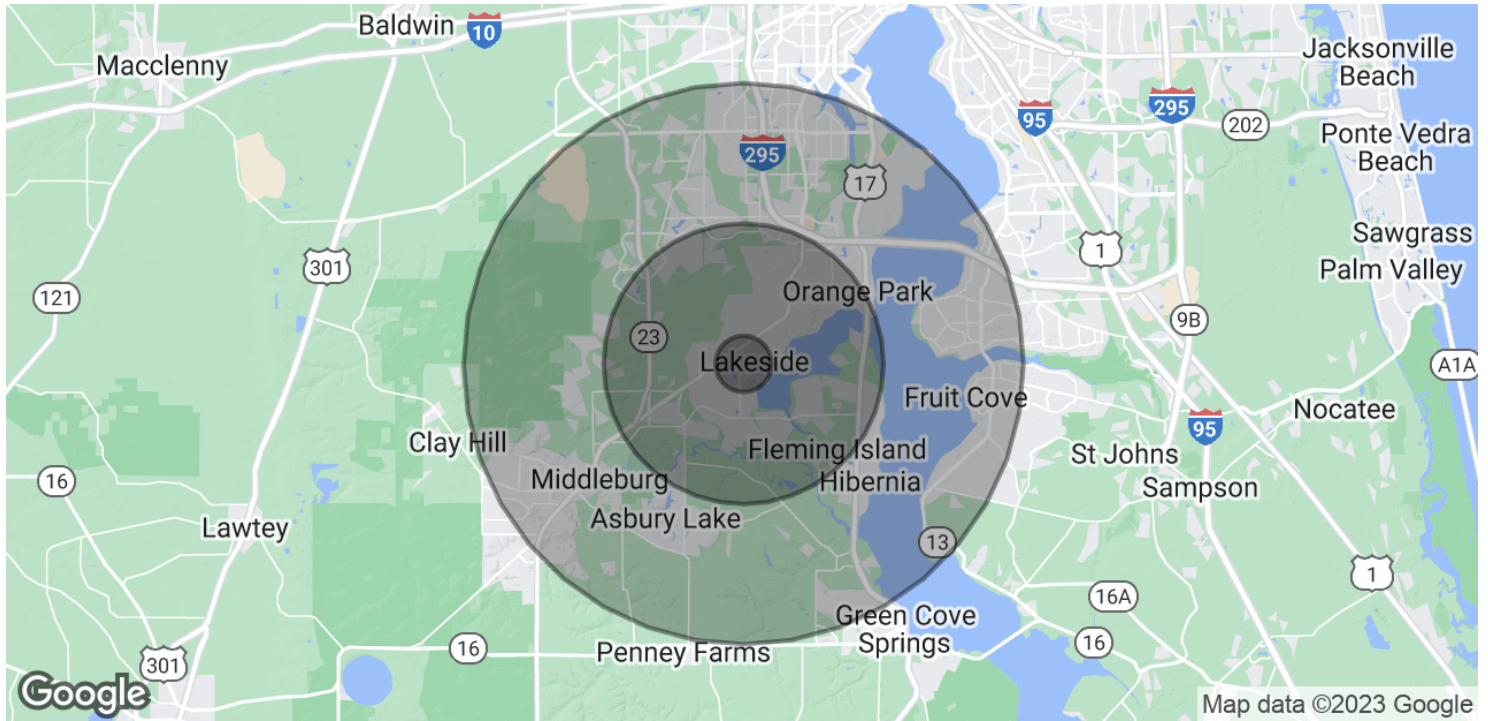 Baldwin
10
Macclenny
Jacksonville
Beach
95
295
202
Ponte Vedra
Beach
295
17
Sawgrass
1
301
Palm Valley
121
Orange Park
9B
23
Lakeside
A1A
Fruit Cove
Nocatee
95
Clay Hill
Fleming Island
St Johns
16
Middleburg
Hibernia
Sampson
Asbury Lake
Lawtey
13
1
16A
Green Cove
Springs
16
16
Penney Farms
301
Google
Map data ©2023 Google